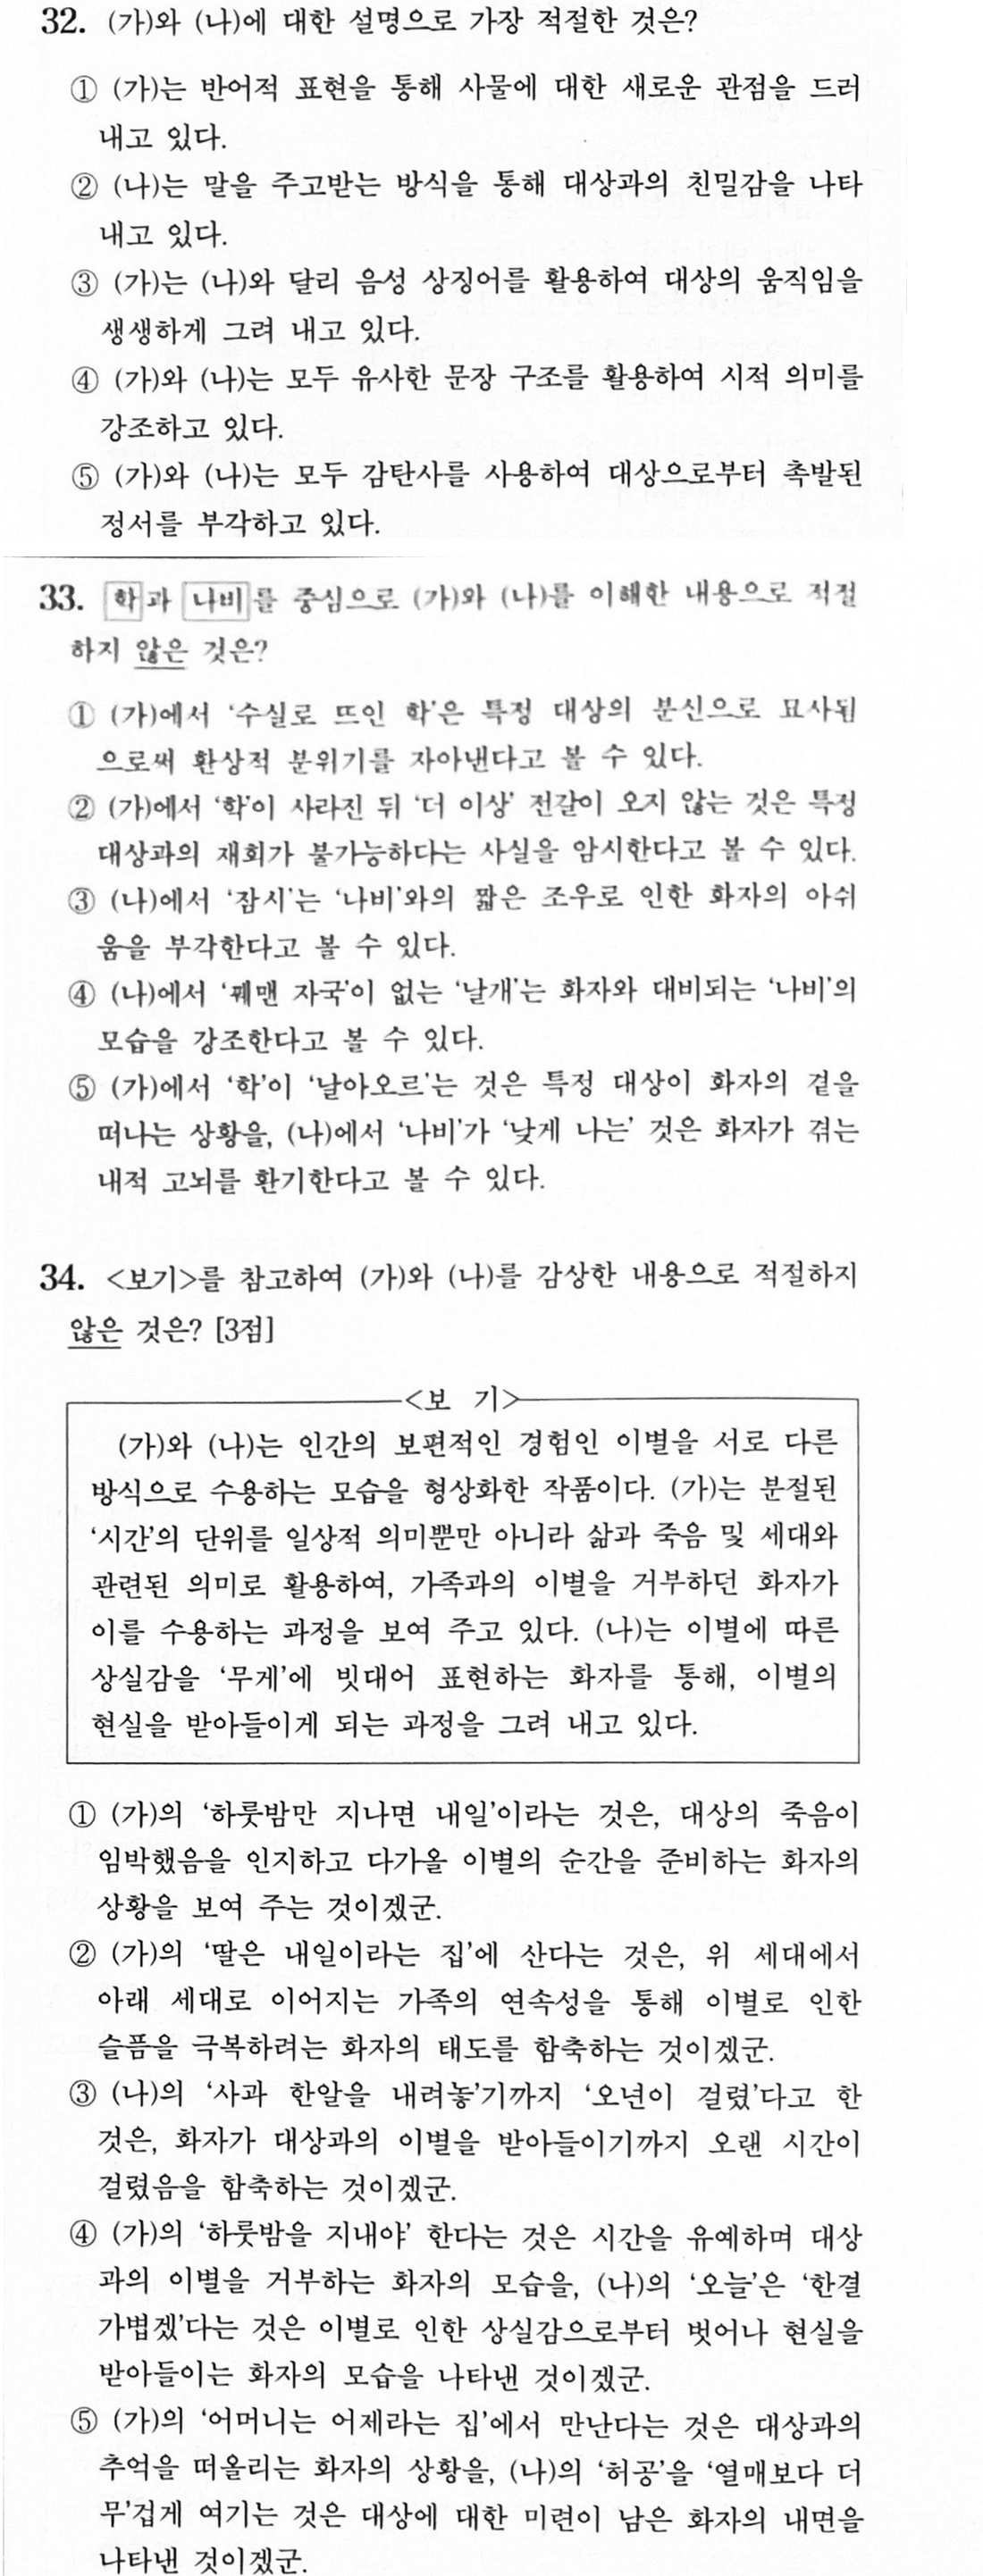 32. (가)와 (나)에 대한 설명으로 가장 적절한 것은?
① (가)는 반어적 표현을 통해 사물에 대한 새로운 관점을 드러
내고 있다.
② (나)는 말을 주고받는 방식을 통해 대상과의 친밀감을 나타
내고 있다.
③ (가)는 (나)와 달리 음성 상징어를 활용하여 대상의 움직임을
생생하게 그려 내고 있다.
④ (가)와 (나)는 모두 유사한 문장 구조를 활용하여 시적 의미를
강조하고 있다.
⑤ (가)와 (나)는 모두 감탄사를 사용하여 대상으로부터 촉발된
정서를 부각하고 있다.
33. 학과 나비를 중심으로 (가)와 (나)를 이해한 내용으로 적절
하지 않은 것은?
① (가)에서 ‘수실로 뜨인 학’은 특정 대상의 분신으로 묘사됨
으로써 환상적 분위기를 자아낸다고 볼 수 있다.
② (가)에서 ‘학’이 사라진 뒤 ‘더 이상’ 전갈이 오지 않는 것은 특정
대상과의 재회가 불가능하다는 사실을 암시한다고 볼 수 있다.
③ (나)에서 ‘잠시’는 ‘나비’와의 짧은 조우로 인한 화자의 아쉬
움을 부각한다고 볼 수 있다.
④ (나)에서 ‘꿰맨 자국’이 없는 ‘날개’는 화자와 대비되는 ‘나비’의
모습을 강조한다고 볼 수 있다.
⑤ (가)에서 ‘학’이 ‘날아오르’는 것은 특정 대상이 화자의 곁을
떠나는 상황을, (나)에서 ‘나비’가 ‘낮게 나는’ 것은 화자가 겪는
내적 고뇌를 환기한다고 볼 수 있다.
34. <보기>를 참고하여 (가)와 (나)를 감상한 내용으로 적절하지
않은 것은? [3점]
<보 기>
(가)와 (나)는 인간의 보편적인 경험인 이별을 서로 다른
방식으로 수용하는 모습을 형상화한 작품이다. (가)는 분절된
‘시간’의 단위를 일상적 의미뿐만 아니라 삶과 죽음 및 세대와
관련된 의미로 활용하여, 가족과의 이별을 거부하던 화자가
이를 수용하는 과정을 보여 주고 있다. (나)는 이별에 따른
상실감을 ‘무게’에 빗대어 표현하는 화자를 통해, 이별의
현실을 받아들이게 되는 과정을 그려 내고 있다.
① (가)의 ‘하룻밤만 지나면 내일’이라는 것은, 대상의 죽음이
임박했음을 인지하고 다가올 이별의 순간을 준비하는 화자의
상황을 보여 주는 것이겠군.
② (가)의 ‘딸은 내일이라는 집’에 산다는 것은, 위 세대에서
아래 세대로 이어지는 가족의 연속성을 통해 이별로 인한
슬픔을 극복하려는 화자의 태도를 함축하는 것이겠군.
③ (나)의 ‘사과 한알을 내려놓’기까지 ‘오년이 걸렸’다고 한
것은, 화자가 대상과의 이별을 받아들이기까지 오랜 시간이
걸렸음을 함축하는 것이겠군.
④ (가)의 ‘하룻밤을 지내야’ 한다는 것은 시간을 유예하며 대상
과의 이별을 거부하는 화자의 모습을, (나)의 ‘오늘’은 ‘한결
가볍겠’다는 것은 이별로 인한 상실감으로부터 벗어나 현실을
받아들이는 화자의 모습을 나타낸 것이겠군.
⑤ (가)의 ‘어머니는 어제라는 집’에서 만난다는 것은 대상과의
추억을 떠올리는 화자의 상황을, (나)의 ‘허공’을 ‘열매보다 더
무’겁게 여기는 것은 대상에 대한 미련이 남은 화자의 내면을
나타낸 것이겠군.